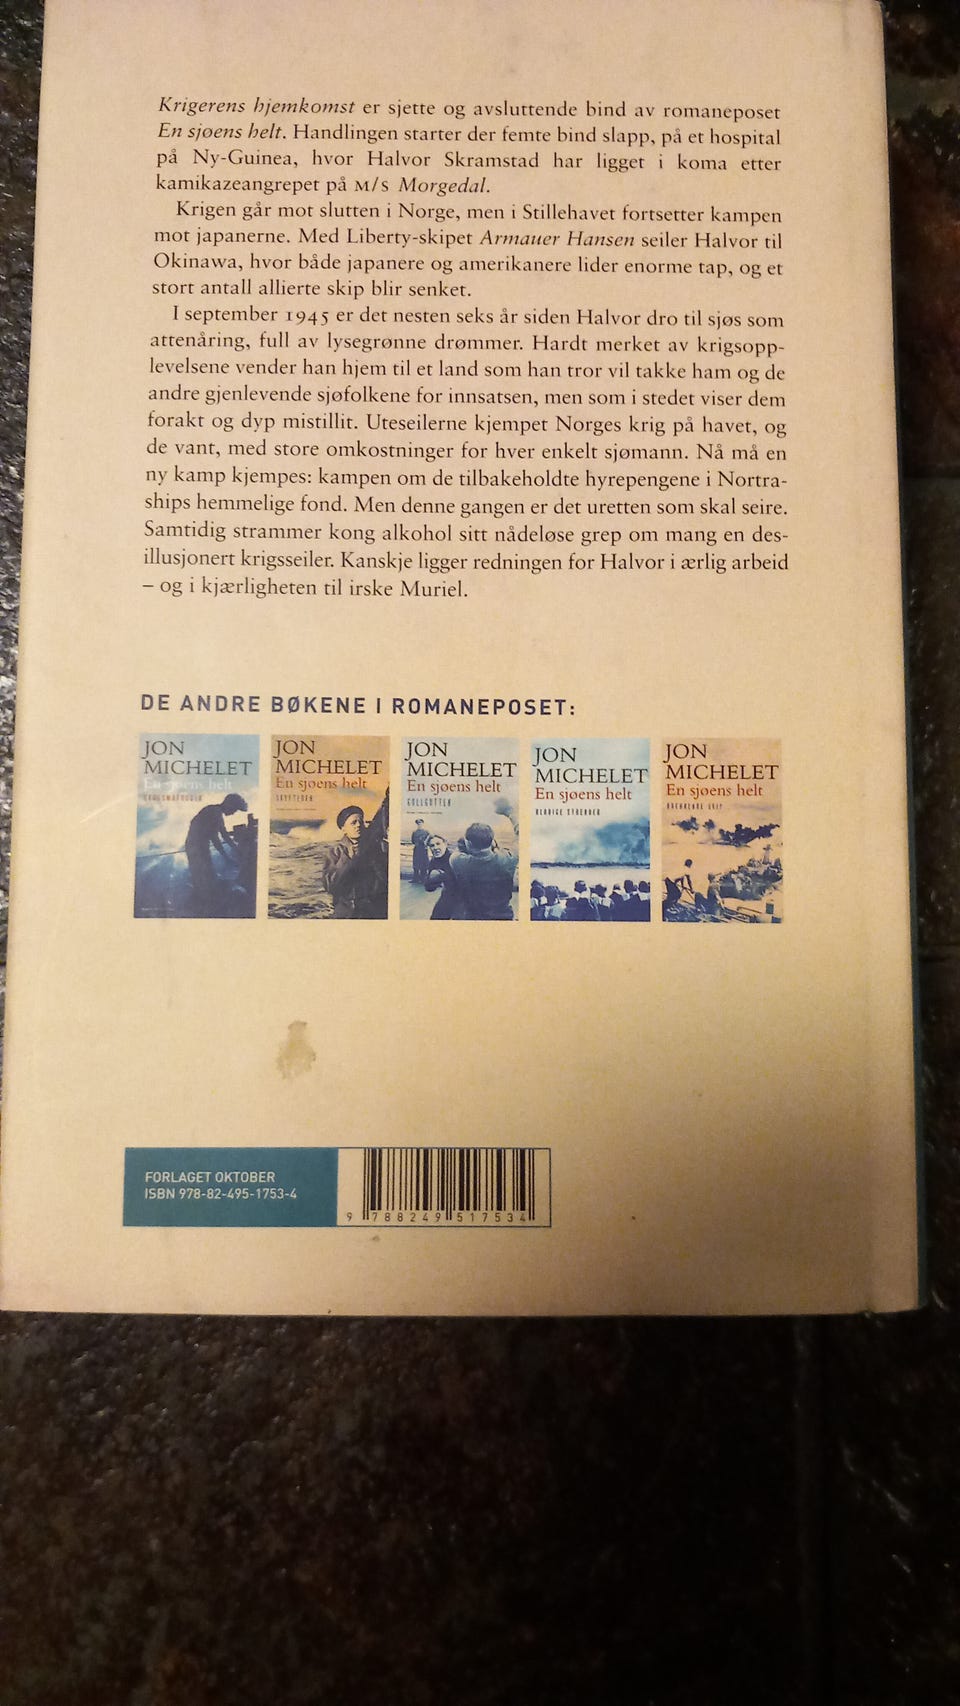 Krigerens hjemkomst er sjette og avsluttende bind av romaneposet
En sjøens helt. Handlingen starter der femte bind slapp, på et hospital
på Ny-Guinea, hvor Halvor Skramstad har ligget i koma etter
kamikazeangrepet på M/S Morgedal.
Krigen går mot slutten i Norge, men i Stillehavet fortsetter kampen
mot japanerne. Med Liberty-skipet Armauer Hansen seiler Halvor til
Okinawa, hvor både japanere og amerikanere lider enorme tap, og et
stort antall allierte skip blir senket.
I september 1945 er det nesten seks år siden Halvor dro til sjøs som
attenåring, full av lysegrønne drømmer. Hardt merket av krigsopp-
levelsene vender han hjem til et land som han tror vil takke ham og de
andre gjenlevende sjøfolkene for innsatsen, men som i stedet viser dem
forakt og dyp mistillit. Uteseilerne kjempet Norges krig på havet, og
de vant, med store omkostninger for hver enkelt sjømann. Nå må en
ny kamp kjempes: kampen om de tilbakeholdte hyrepengene i Nortra-
ships hemmelige fond. Men denne gangen er det uretten som skal seire.
Samtidig strammer kong alkohol sitt nådeløse grep om mang en des-
illusjonert krigsseiler. Kanskje ligger redningen for Halvor i ærlig arbeid
– og i kjærligheten til irske Muriel.
DE ANDRE BØKENE I ROMANEPOSET:
JON
MICHELET
En sjøens helt
SKOGSMATROSEN
JON
MICHELET
En sjøens helt
SKYTTEREN
JON
MICHELET
En sjøens helt
GULLGUTTEN
JON
MICHELET
En sjøens helt
BLODIGE STRENDER
JON
MICHELET
En sjøens helt
BRENNENDE SKIP
FORLAGET OKTOBER
ISBN 978-82-495-1753-4
9 788249 517534